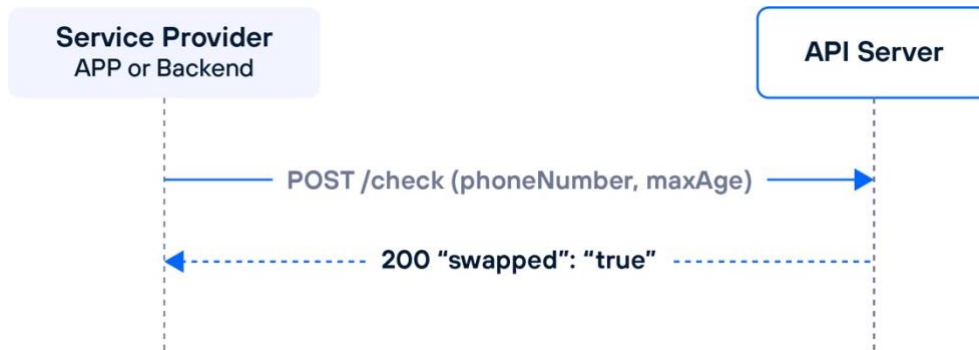 Service Provider
APP or Backend
API Server
POST /check (phoneNumber, maxAge)
200 “swapped”: “true”